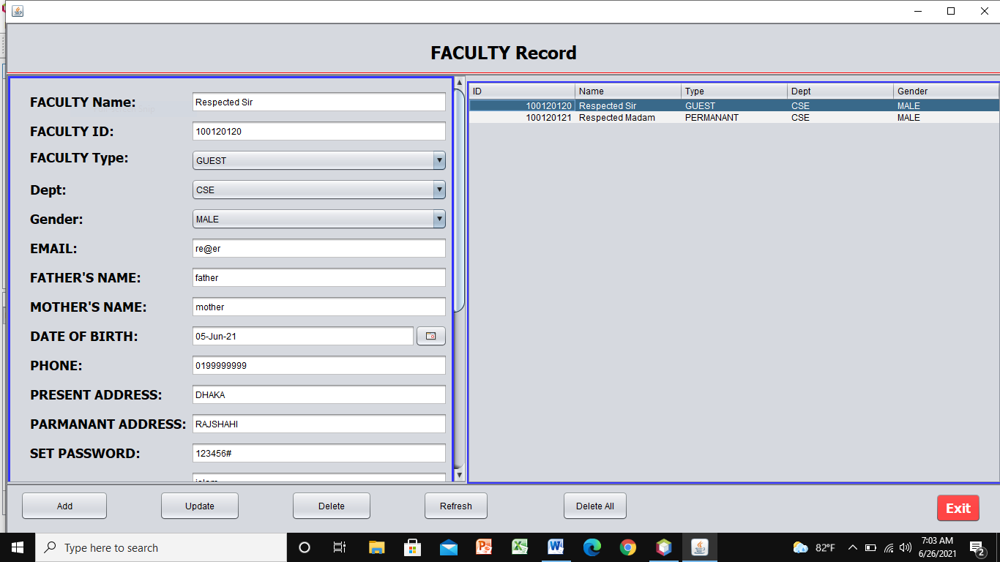 FACULTY Record
FACULTY Name: Respected Sir
FACULTY ID: 100120120
FACULTY Type: GUEST
Dept: CSE
Gender: MALE
EMAIL: re@er
FATHER'S NAME: father
MOTHER'S NAME: mother
DATE OF BIRTH: 05-Jun-21
PHONE: 0199999999
PRESENT ADDRESS: DHAKA
PARMANANT ADDRESS: RAJSHAHI
SET PASSWORD: 123456#
ID Name Type Dept Gender
100120120 Respected Sir GUEST CSE MALE
100120121 Respected Madam PERMANANT CSE MALE
Add Update Delete Refresh Delete All Exit
Type here to search
82°F
7:03 AM
6/26/2021
2